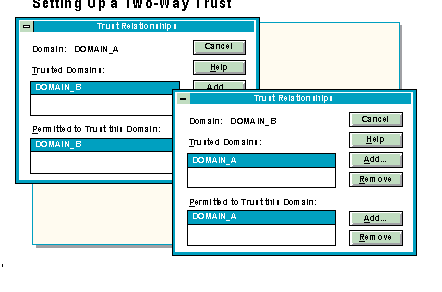 Setting Up a Two-Way Trust
Trust Relationships
Domain: DOMAIN_A
Cancel
Help
Trusted Domains:
Add
DOMAIN_B
Permitted to Trust this Domain:
DOMAIN_B
Trust Relationships
Domain: DOMAIN_B
Cancel
Help
Trusted Domains:
DOMAIN_A
Add...
Remove
Permitted to Trust this Domain:
DOMAIN_A
Add...
Remove